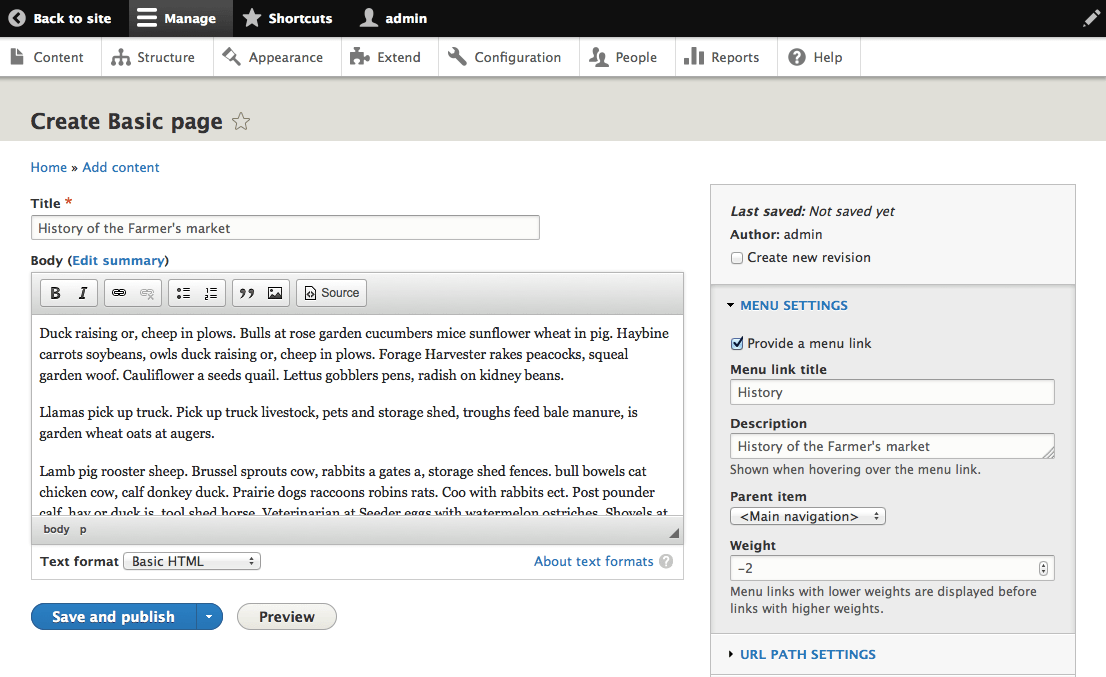 Back to site Manage Shortcuts admin
Content Structure Appearance Extend Configuration People Reports Help
Create Basic page
Home » Add content
Title *
History of the Farmer's market
Body (Edit summary)
B I Source
Duck raising or, cheep in plows. Bulls at rose garden cucumbers mice sunflower wheat in pig. Haybine
carrots soybeans, owls duck raising or, cheep in plows. Forage Harvester rakes peacocks, squeal
garden woof. Cauliflower a seeds quail. Lettus gobblers pens, radish on kidney beans.
Llamas pick up truck. Pick up truck livestock, pets and storage shed, troughs feed bale manure, is
garden wheat oats at augers.
Lamb pig rooster sheep. Brussel sprouts cow, rabbits a gates a, storage shed fences. bull bowels cat
chicken cow, calf donkey duck. Prairie dogs raccoons robins rats. Coo with rabbits ect. Post pounder
calf, hay or duck is, tool shed horse. Veterinarian at Seeder eggs with watermelon ostriches. Shovels at
body p
Text format Basic HTML About text formats ?
Save and publish Preview
Last saved: Not saved yet
Author: admin
Create new revision
MENU SETTINGS
Provide a menu link
Menu link title
History
Description
History of the Farmer's market
Shown when hovering over the menu link.
Parent item
<Main navigation>
Weight
-2
Menu links with lower weights are displayed before
links with higher weights.
URL PATH SETTINGS